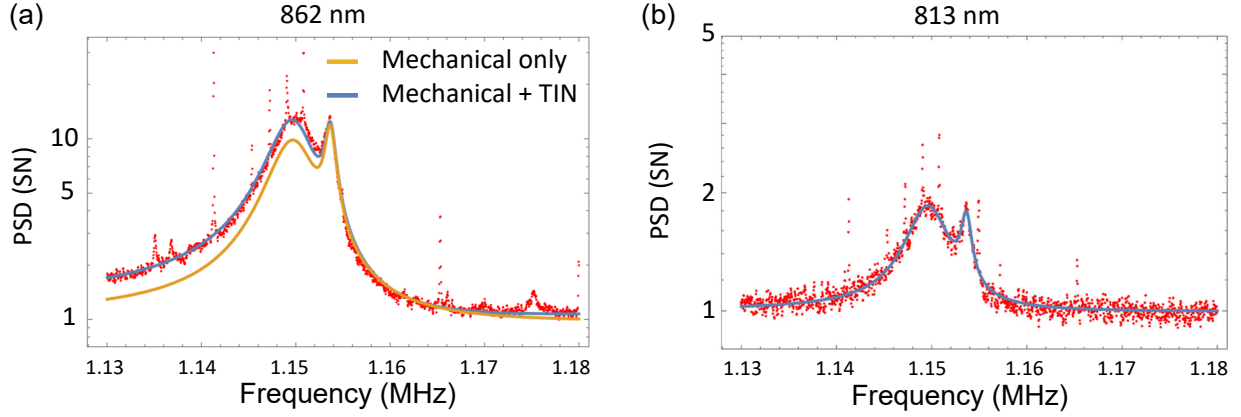 (a)
862 nm
Mechanical only
Mechanical + TIN
10
5
1
PSD (SN)
1.13 1.14 1.15 1.16 1.17 1.18
Frequency (MHz)
(b)
813 nm
5
2
1
PSD (SN)
1.13 1.14 1.15 1.16 1.17 1.18
Frequency (MHz)